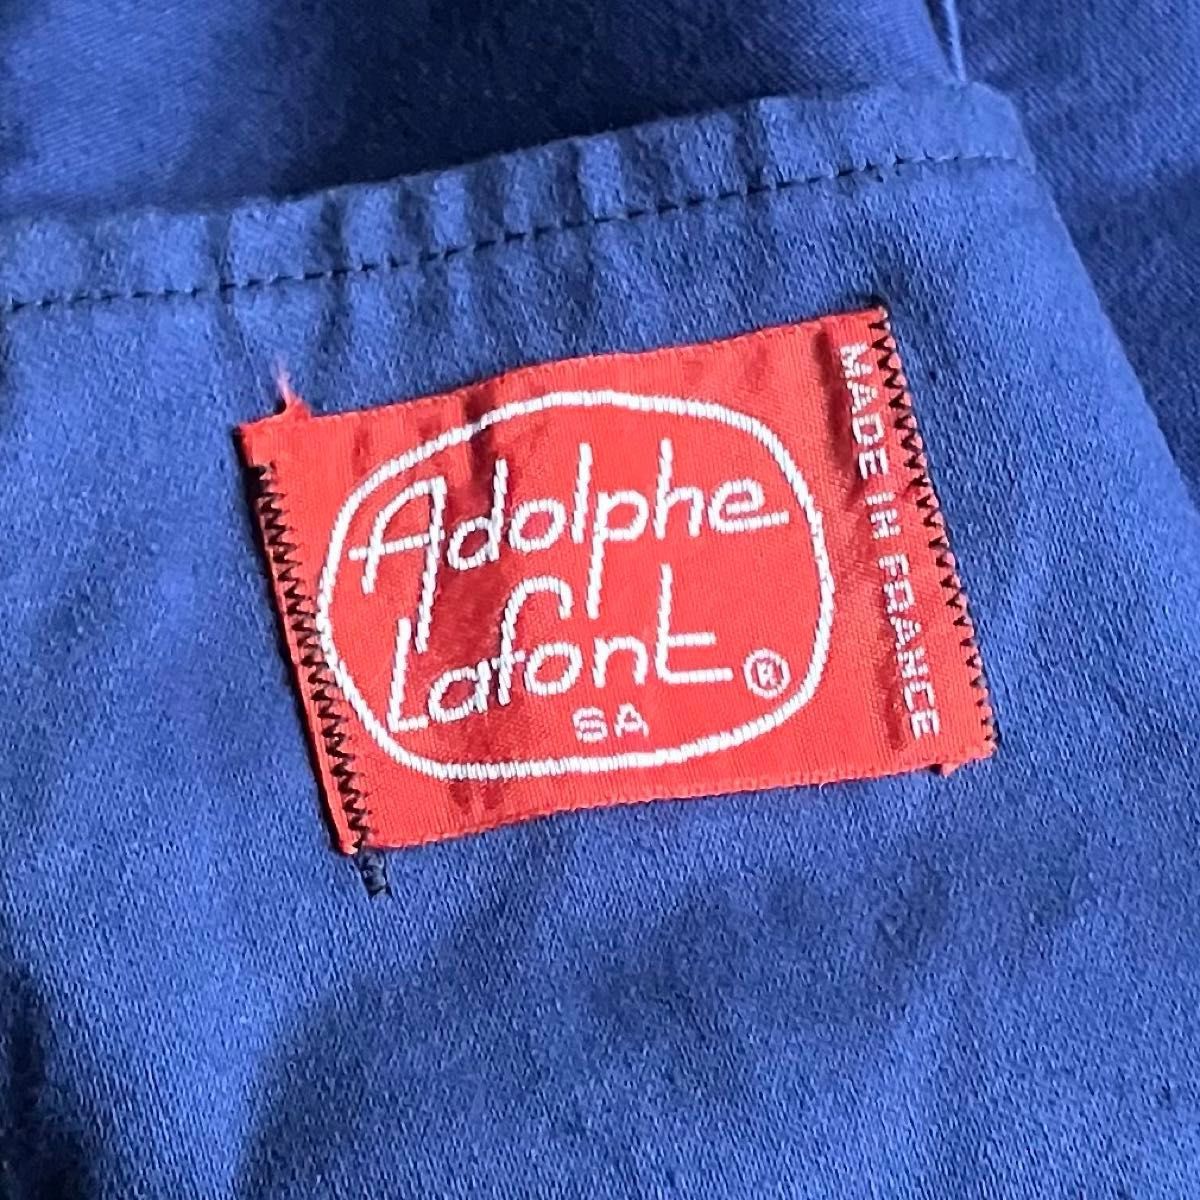 Adolphe
Lafont ®
SA
MADE IN FRANCE